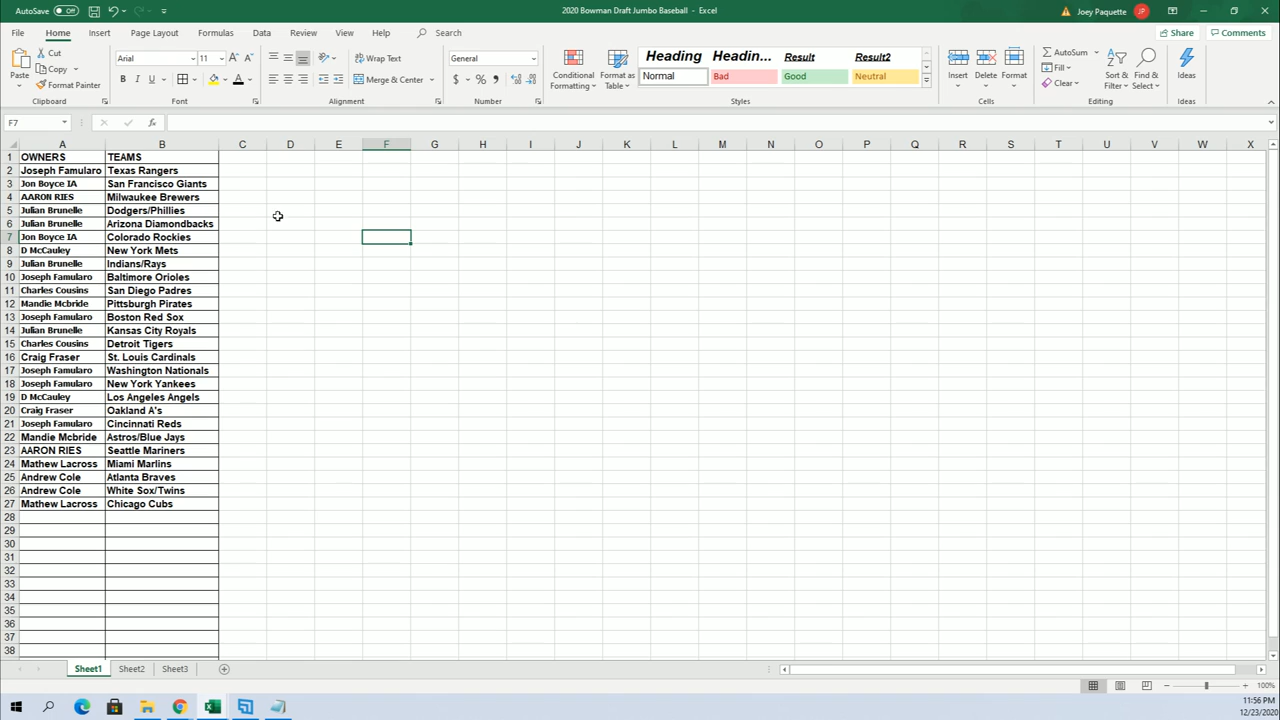 AutoSave Off 2020 Bowman Draft Jumbo Baseball - Excel Joey Paquette JP
File Home Insert Page Layout Formulas Data Review View Help Search Share Comments
Paste Cut Copy Format Painter Clipboard
Arial 11 B I U Font
Wrap Text Merge & Center Alignment
General $ % Number
Conditional Formatting Format as Table
Heading Headin... Result Result2
Normal Bad Good Neutral
Styles
Insert Delete Format Cells
AutoSum Fill Clear Sort & Filter Find & Select Editing
Ideas Ideas
F7 fx
A B C D E F G H I J K L M N O P Q R S T U V W X
1 OWNERS TEAMS
2 Joseph Famularo Texas Rangers
3 Jon Boyce IA San Francisco Giants
4 AARON RIES Milwaukee Brewers
5 Julian Brunelle Dodgers/Phillies
6 Julian Brunelle Arizona Diamondbacks
7 Jon Boyce IA Colorado Rockies
8 D McCauley New York Mets
9 Julian Brunelle Indians/Rays
10 Joseph Famularo Baltimore Orioles
11 Charles Cousins San Diego Padres
12 Mandie Mcbride Pittsburgh Pirates
13 Joseph Famularo Boston Red Sox
14 Julian Brunelle Kansas City Royals
15 Charles Cousins Detroit Tigers
16 Craig Fraser St. Louis Cardinals
17 Joseph Famularo Washington Nationals
18 Joseph Famularo New York Yankees
19 D McCauley Los Angeles Angels
20 Craig Fraser Oakland A's
21 Joseph Famularo Cincinnati Reds
22 Mandie Mcbride Astros/Blue Jays
23 AARON RIES Seattle Mariners
24 Mathew Lacross Miami Marlins
25 Andrew Cole Atlanta Braves
26 Andrew Cole White Sox/Twins
27 Mathew Lacross Chicago Cubs
28
29
30
31
32
33
34
35
36
37
38
Sheet1 Sheet2 Sheet3
100%
11:56 PM
12/23/2020